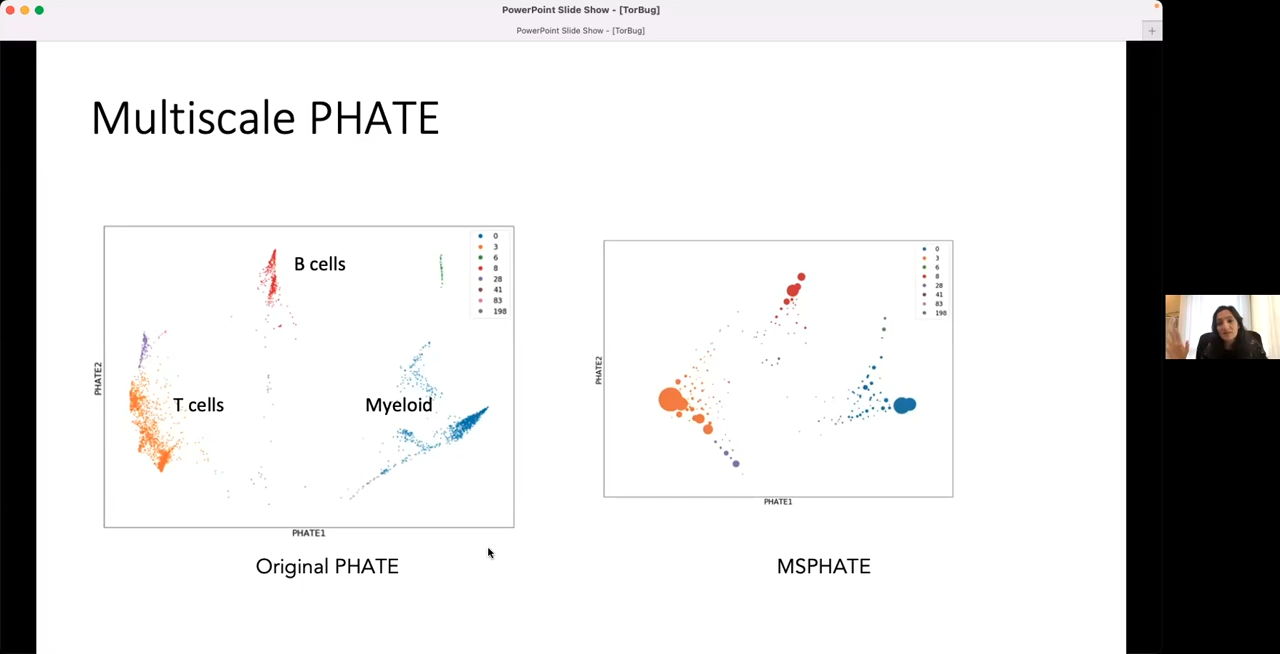 PowerPoint Slide Show - [TorBug]
PowerPoint Slide Show - [TorBug]
+
Multiscale PHATE
0
3
6
8
28
41
83
198
B cells
T cells
Myeloid
PHATE2
PHATE1
Original PHATE
0
3
6
8
28
41
83
198
PHATE2
PHATE1
MSPHATE